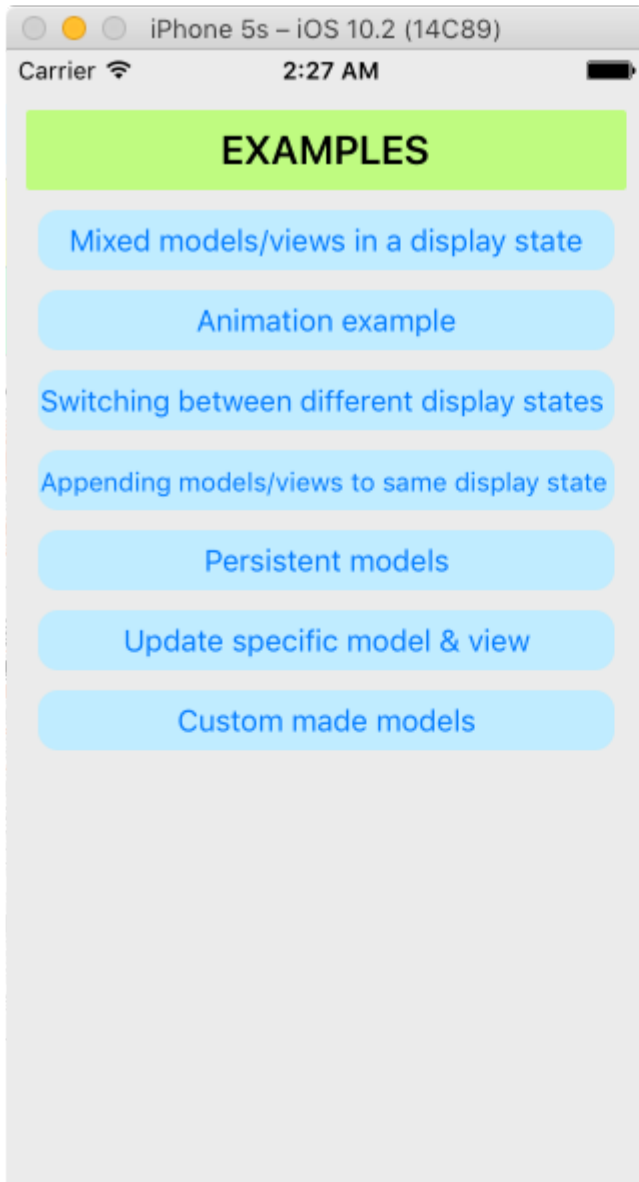 iPhone 5s – iOS 10.2 (14C89)
Carrier 2:27 AM
EXAMPLES
Mixed models/views in a display state
Animation example
Switching between different display states
Appending models/views to same display state
Persistent models
Update specific model & view
Custom made models